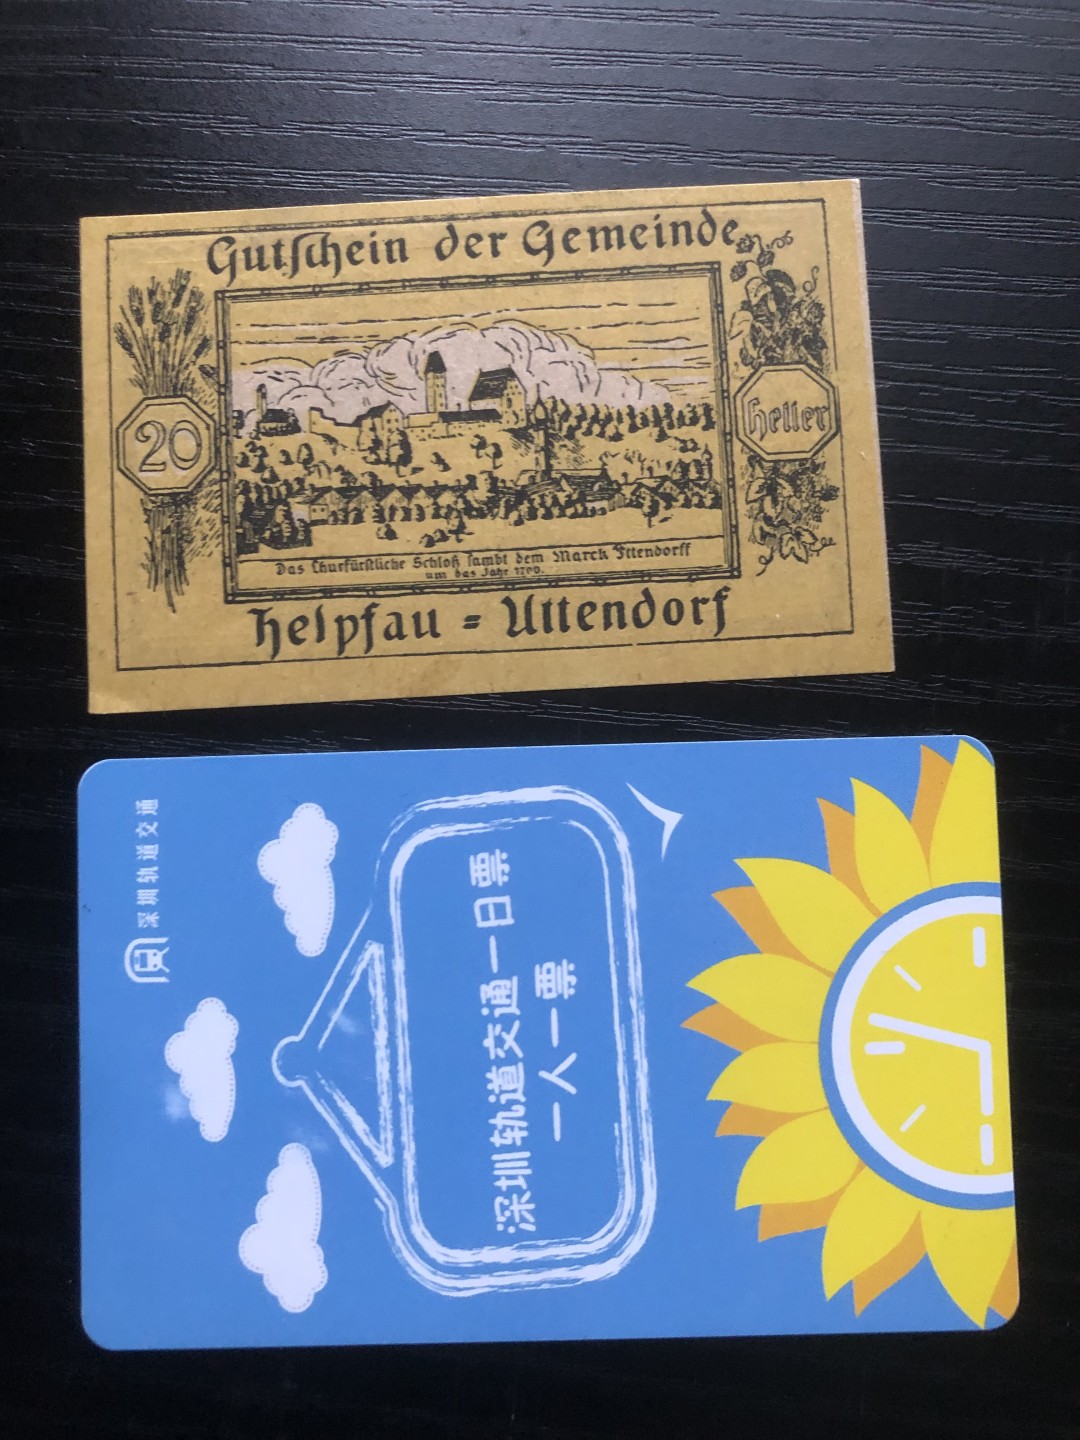 Gutschein der Gemeinde
20
Heller
Das Churfürstliche Schloß sambt dem Marck Yttendorff
um das Jahr 1700.
Helpfau = Uttendorf
深圳轨道交通
深圳轨道交通一日票
一人一票